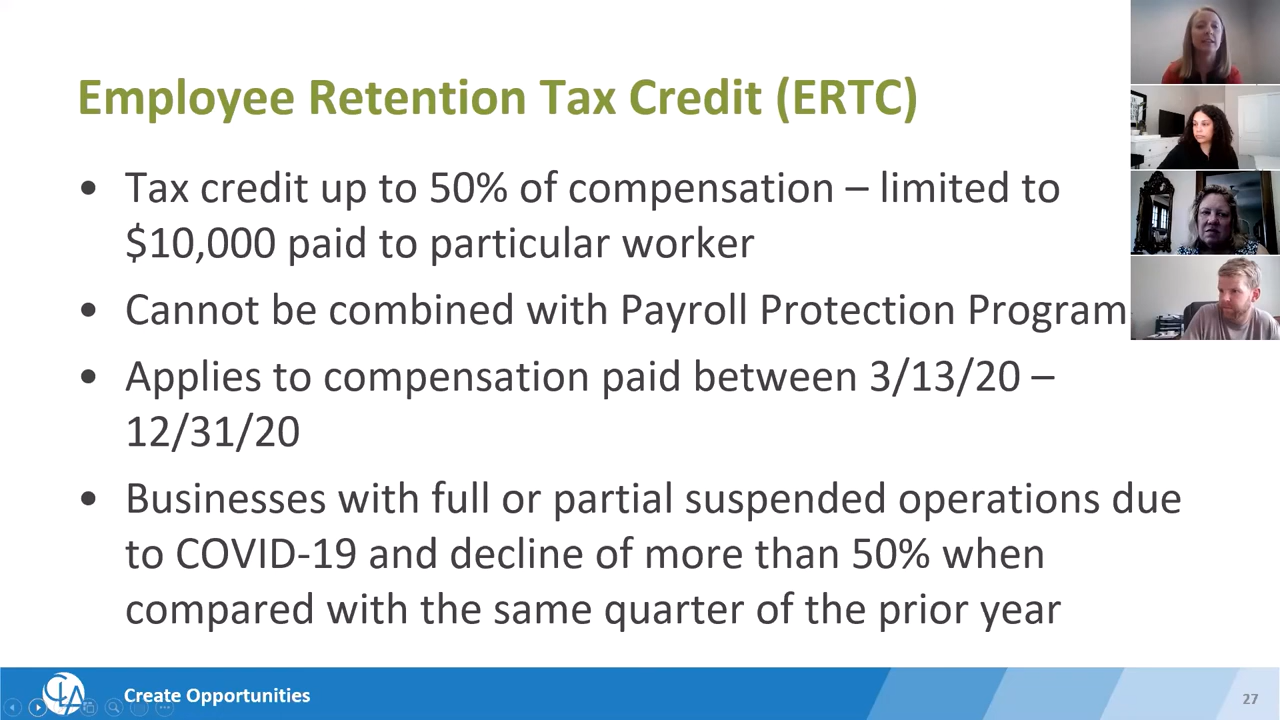 Employee Retention Tax Credit (ERTC)
• Tax credit up to 50% of compensation – limited to
$10,000 paid to particular worker
• Cannot be combined with Payroll Protection Program
• Applies to compensation paid between 3/13/20 –
12/31/20
• Businesses with full or partial suspended operations due
to COVID-19 and decline of more than 50% when
compared with the same quarter of the prior year
CLA
Create Opportunities
27